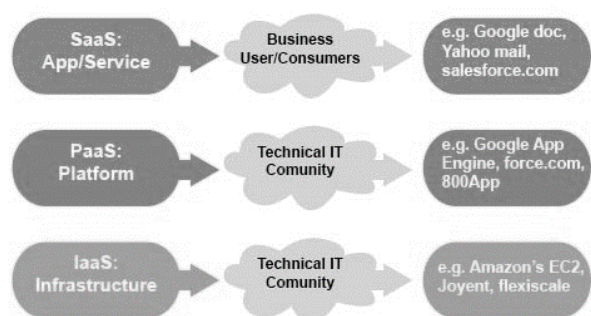 SaaS:
App/Service
Business
User/Consumers
e.g. Google doc,
Yahoo mail,
salesforce.com
PaaS:
Platform
Technical IT
Comunity
e.g. Google App
Engine, force.com,
800App
IaaS:
Infrastructure
Technical IT
Comunity
e.g. Amazon's EC2,
Joyent, flexiscale